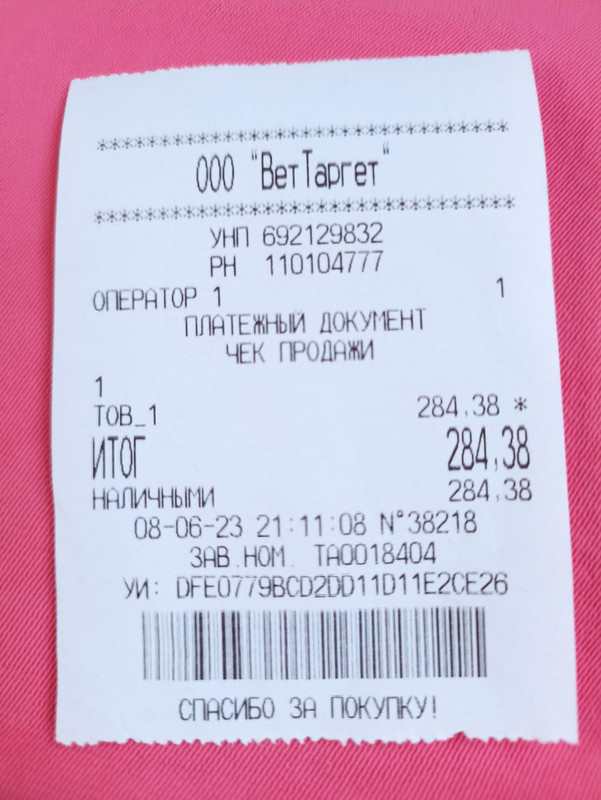 ********************************
ООО "ВетТаргет"
********************************
УНП 692129832
РН 110104777
ОПЕРАТОР 1 1
ПЛАТЕЖНЫЙ ДОКУМЕНТ
ЧЕК ПРОДАЖИ
1
ТОВ_1 284,38 *
ИТОГ 284,38
НАЛИЧНЫМИ 284,38
08-06-23 21:11:08 N°38218
ЗАВ.НОМ. ТА0018404
УИ: DFE0779BCD2DD11D11E2CE26
СПАСИБО ЗА ПОКУПКУ!